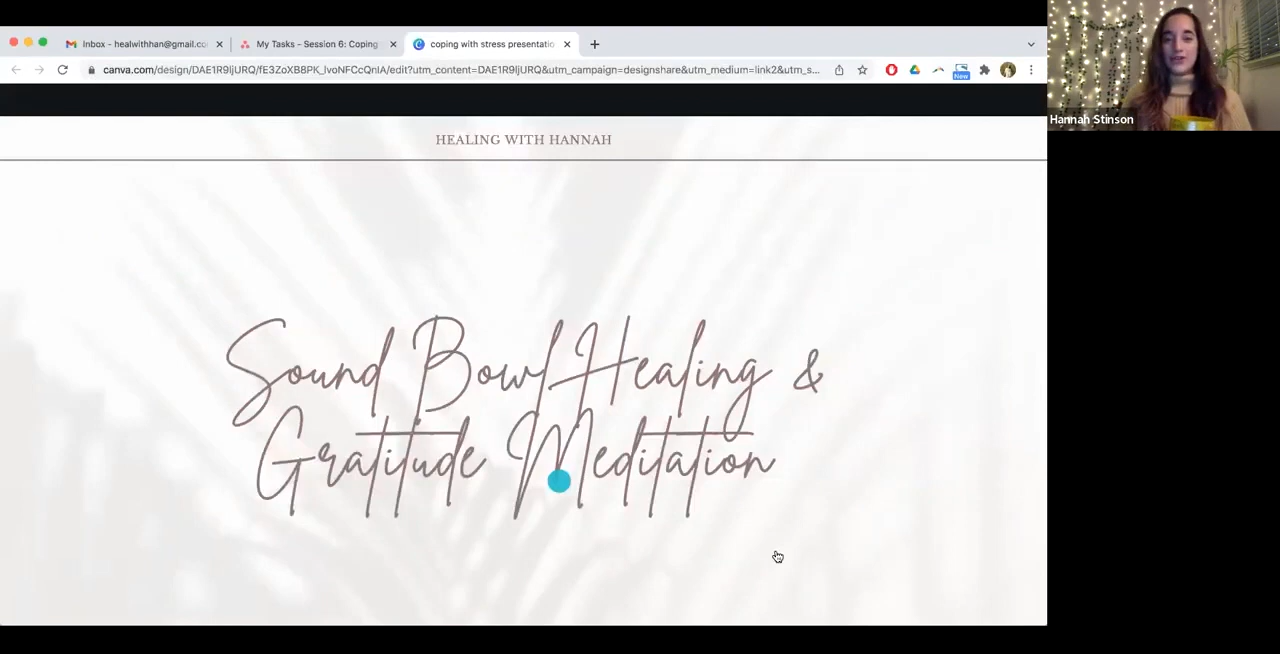 Inbox - healwithhan@gmail.co
My Tasks - Session 6: Coping
coping with stress presentatio
canva.com/design/DAE1R9ljURQ/fE3ZoXB8PK_lvoNFCcQnIA/edit?utm_content=DAE1R9ljURQ&utm_campaign=designshare&utm_medium=link2&utm_s...
New
Hannah Stinson
HEALING WITH HANNAH
Sound Bowl Healing &
Gratitude Meditation